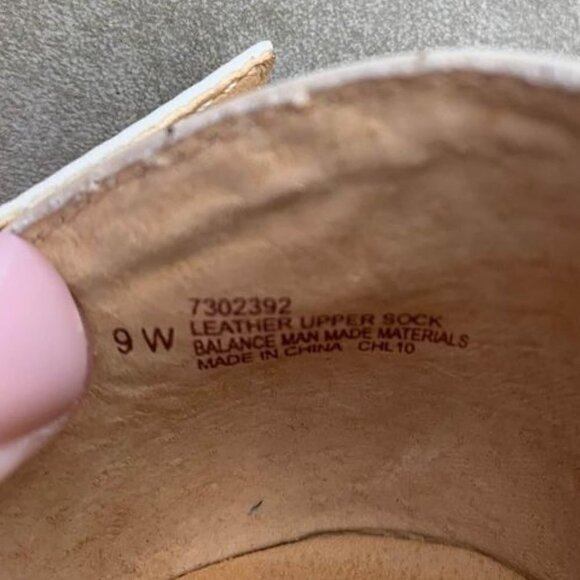 7302392
9 W LEATHER UPPER SOCK
BALANCE MAN MADE MATERIALS
MADE IN CHINA CHL10